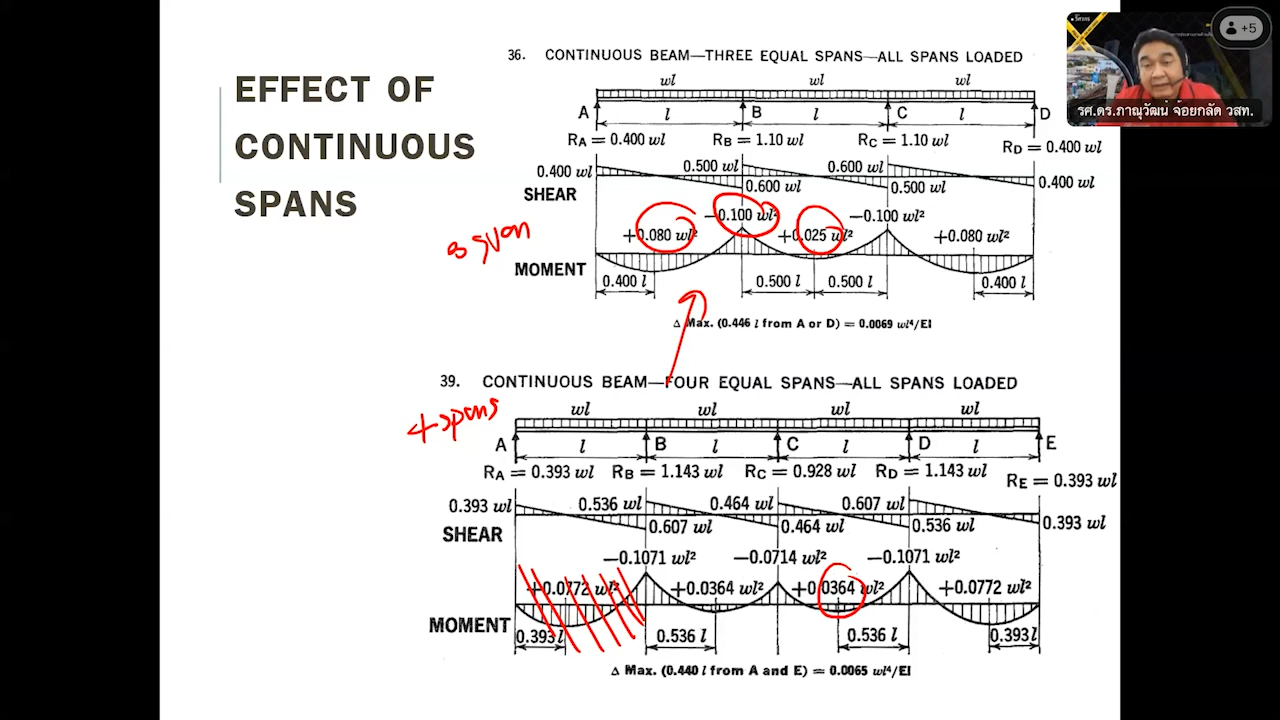 EFFECT OF
CONTINUOUS
SPANS
36. CONTINUOUS BEAM—THREE EQUAL SPANS—ALL SPANS LOADED
wl wl wl
A B C D
l l l
RA = 0.400 wl RB = 1.10 wl RC = 1.10 wl RD = 0.400 wl
0.400 wl 0.500 wl 0.600 wl
SHEAR 0.600 wl 0.500 wl 0.400 wl
−0.100 wl² −0.100 wl²
+0.080 wl² +0.025 wl² +0.080 wl²
3 span
MOMENT
0.400 l 0.500 l 0.500 l 0.400 l
Δ Max. (0.446 l from A or D) = 0.0069 wl⁴/EI
39. CONTINUOUS BEAM—FOUR EQUAL SPANS—ALL SPANS LOADED
4 spans
wl wl wl wl
A B C D E
l l l l
RA = 0.393 wl RB = 1.143 wl RC = 0.928 wl RD = 1.143 wl RE = 0.393 wl
0.393 wl 0.536 wl 0.464 wl 0.607 wl
SHEAR 0.607 wl 0.464 wl 0.536 wl 0.393 wl
−0.1071 wl² −0.0714 wl² −0.1071 wl²
+0.0772 wl² +0.0364 wl² +0.0364 wl² +0.0772 wl²
MOMENT
0.393 l 0.536 l 0.536 l 0.393 l
Δ Max. (0.440 l from A and E) = 0.0065 wl⁴/EI
+5
รศ.ดร.ภาณุวัฒน์ จ้อยกลัด วสท.